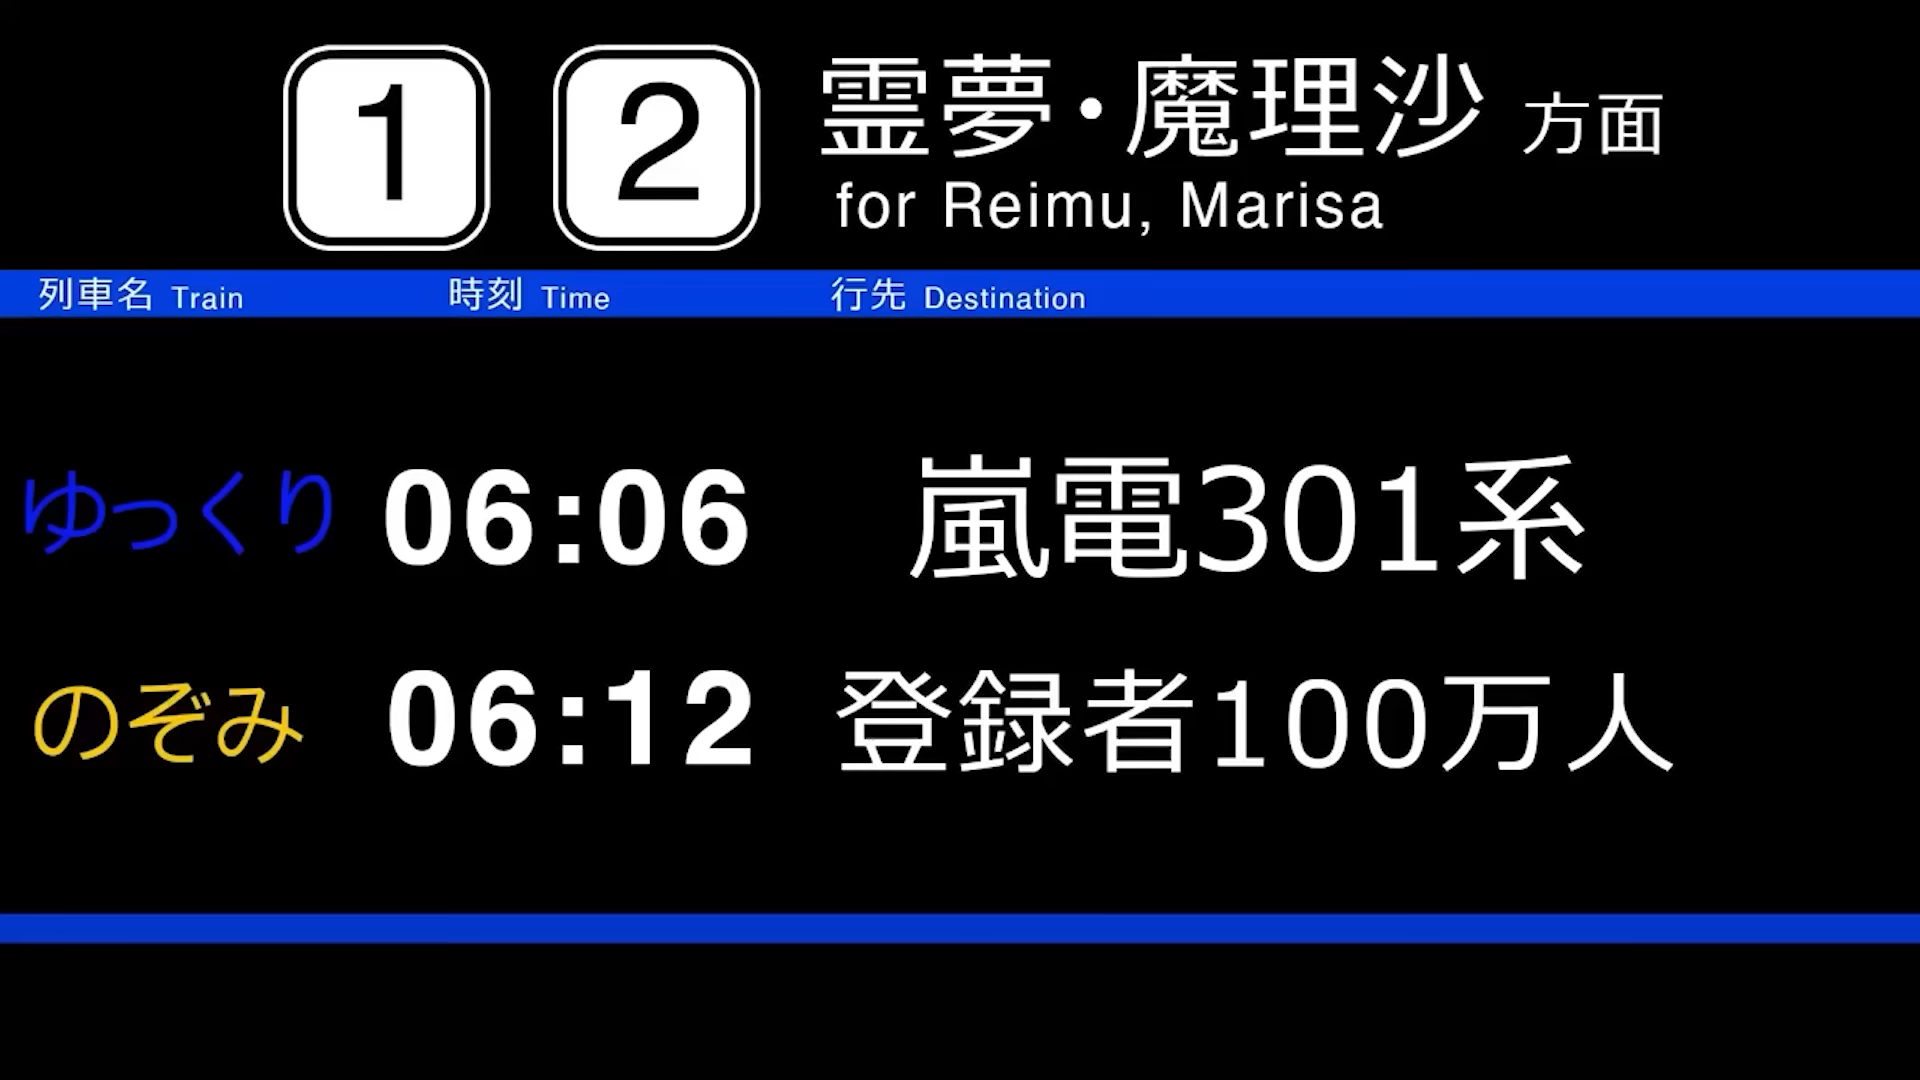 1 2 霊夢・魔理沙 方面
for Reimu, Marisa
列車名 Train 時刻 Time 行先 Destination
ゆっくり 06:06 嵐電301系
のぞみ 06:12 登録者100万人